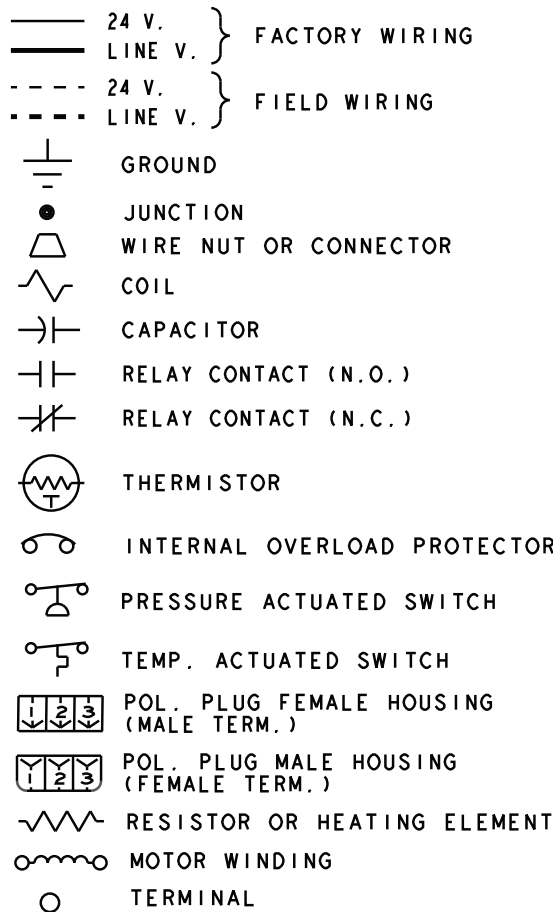 24 V.
LINE V.
FACTORY WIRING
24 V.
LINE V.
FIELD WIRING
GROUND
JUNCTION
WIRE NUT OR CONNECTOR
COIL
CAPACITOR
RELAY CONTACT (N.O.)
RELAY CONTACT (N.C.)
T
THERMISTOR
INTERNAL OVERLOAD PROTECTOR
PRESSURE ACTUATED SWITCH
TEMP. ACTUATED SWITCH
1 2 3
POL. PLUG FEMALE HOUSING
(MALE TERM.)
1 2 3
POL. PLUG MALE HOUSING
(FEMALE TERM.)
RESISTOR OR HEATING ELEMENT
MOTOR WINDING
TERMINAL